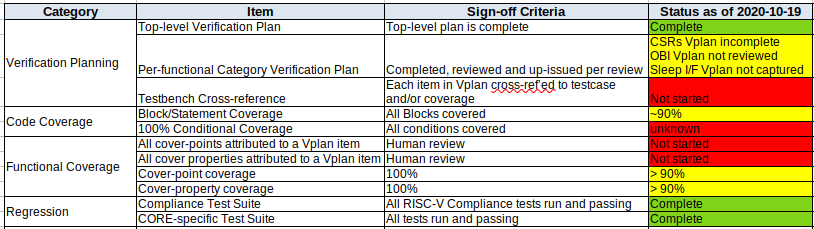 Category Item Sign-off Criteria Status as of 2020-10-19
Verification Planning
Top-level Verification Plan Top-level plan is complete Complete
Per-functional Category Verification Plan Completed, reviewed and up-issued per review
CSRs Vplan incomplete
OBI Vplan not reviewed
Sleep I/F Vplan not captured
Testbench Cross-reference
Each item in Vplan cross-ref'ed to testcase
and/or coverage
Not started
Code Coverage
Block/Statement Coverage All Blocks covered ~90%
100% Conditional Coverage All conditions covered unknown
Functional Coverage
All cover-points attributed to a Vplan item Human review Not started
All cover properties attributed to a Vplan item Human review Not started
Cover-point coverage 100% > 90%
Cover-property coverage 100% > 90%
Regression
Compliance Test Suite All RISC-V Compliance tests run and passing Complete
CORE-specific Test Suite All tests run and passing Complete